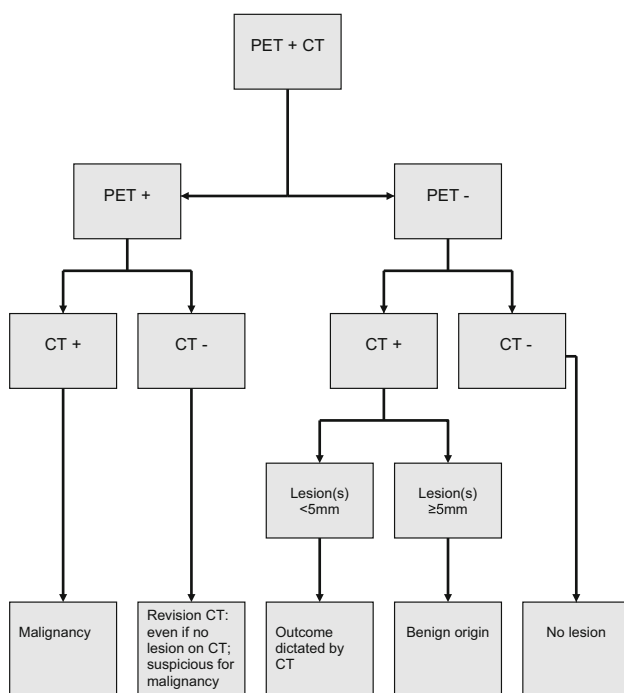 PET + CT
PET +
PET -
CT +
CT -
CT +
CT -
Lesion(s)
<5mm
Lesion(s)
≥5mm
Malignancy
Revision CT:
even if no
lesion on CT;
suspicious for
malignancy
Outcome
dictated by
CT
Benign origin
No lesion